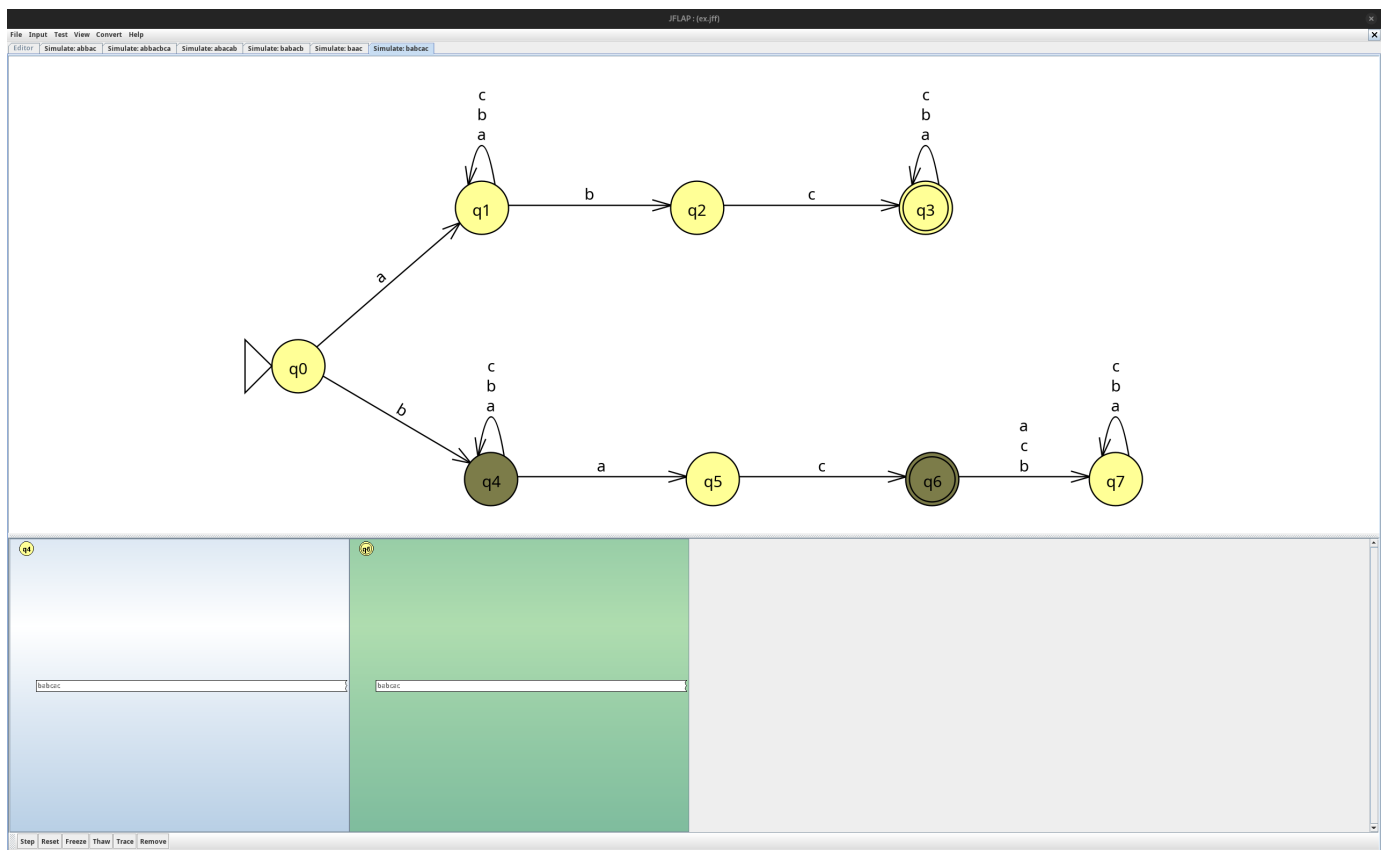 JFLAP : (ex.jff)
File Input Test View Convert Help
Editor Simulate: abbac Simulate: abbacbca Simulate: abacab Simulate: babacb Simulate: baac Simulate: babcac
c c
b b
a a
q1 b q2 c q3
a
q0
b
c c
b b
a a
a
c
b
q4 a q5 c q6 q7
q4 q6
babcac babcac
Step Reset Freeze Thaw Trace Remove